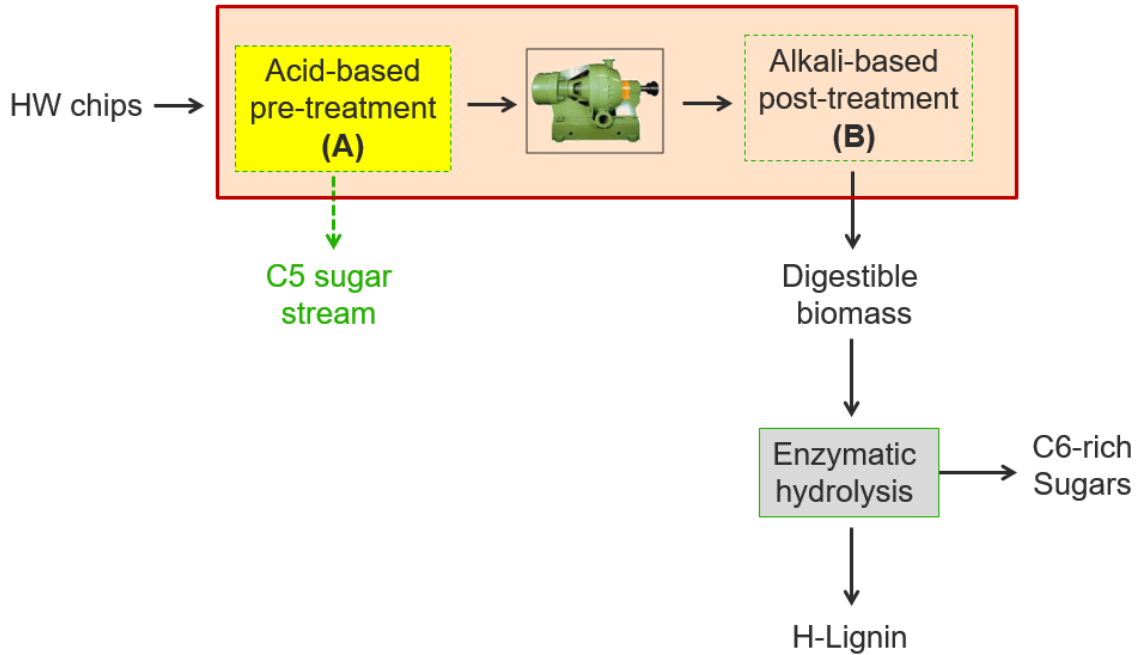 HW chips
Acid-based
pre-treatment
(A)
Alkali-based
post-treatment
(B)
C5 sugar
stream
Digestible
biomass
Enzymatic
hydrolysis
C6-rich
Sugars
H-Lignin